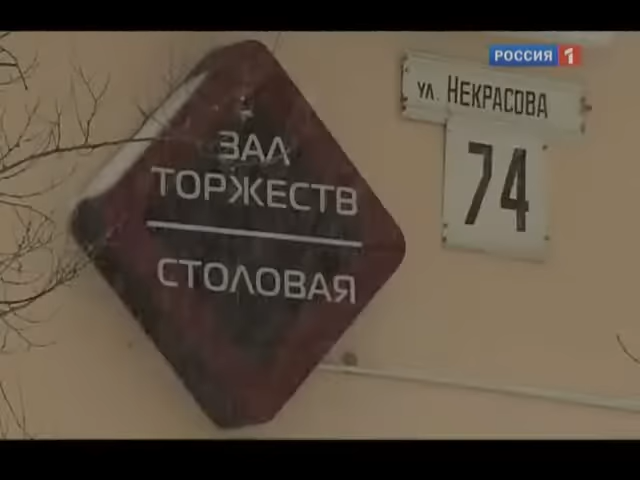 РОССИЯ 1
ул. НЕКРАСОВА
74
ЗАЛ
ТОРЖЕСТВ
СТОЛОВАЯ